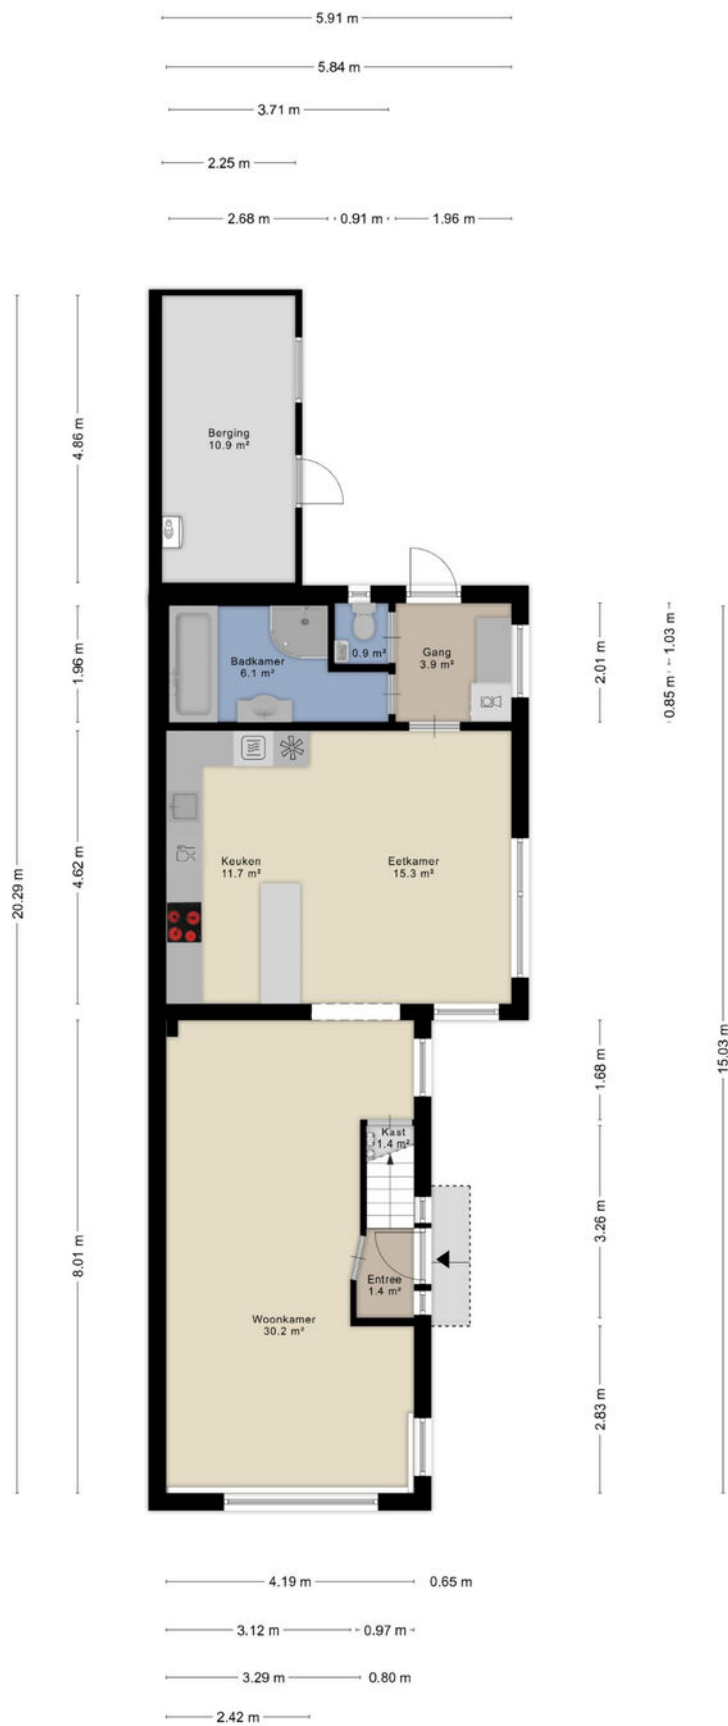 5.91 m
5.84 m
3.71 m
2.25 m
2.68 m
0.91 m
1.96 m
4.86 m
Berging
10.9 m²
20.29 m
1.96 m
Badkamer
6.1 m²
0.9 m²
Gang
3.9 m²
2.01 m
0.85 m
1.03 m
4.62 m
Keuken
11.7 m²
Eetkamer
15.3 m²
15.03 m
8.01 m
1.68 m
Kast
1.4 m²
3.26 m
Entree
1.4 m²
Woonkamer
30.2 m²
2.83 m
4.19 m
0.65 m
3.12 m
0.97 m
3.29 m
0.80 m
2.42 m